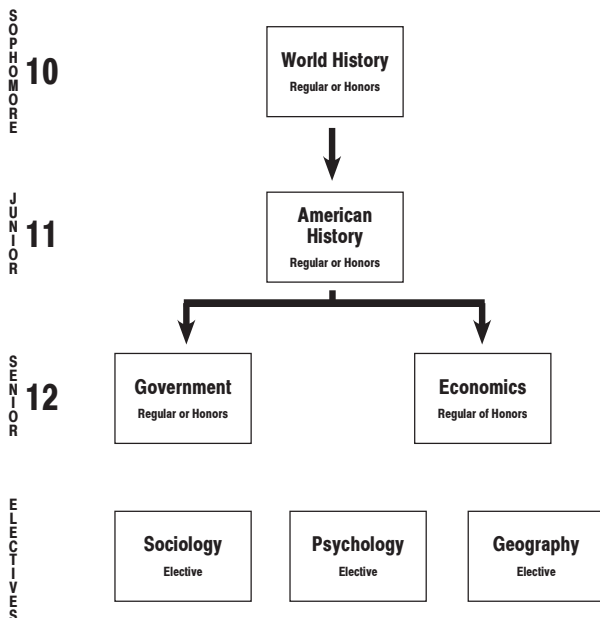 SOPHOMORE
10
World History
Regular or Honors
JUNIOR
11
American
History
Regular or Honors
SENIOR
12
Government
Regular or Honors
Economics
Regular of Honors
ELECTIVES
Sociology
Elective
Psychology
Elective
Geography
Elective